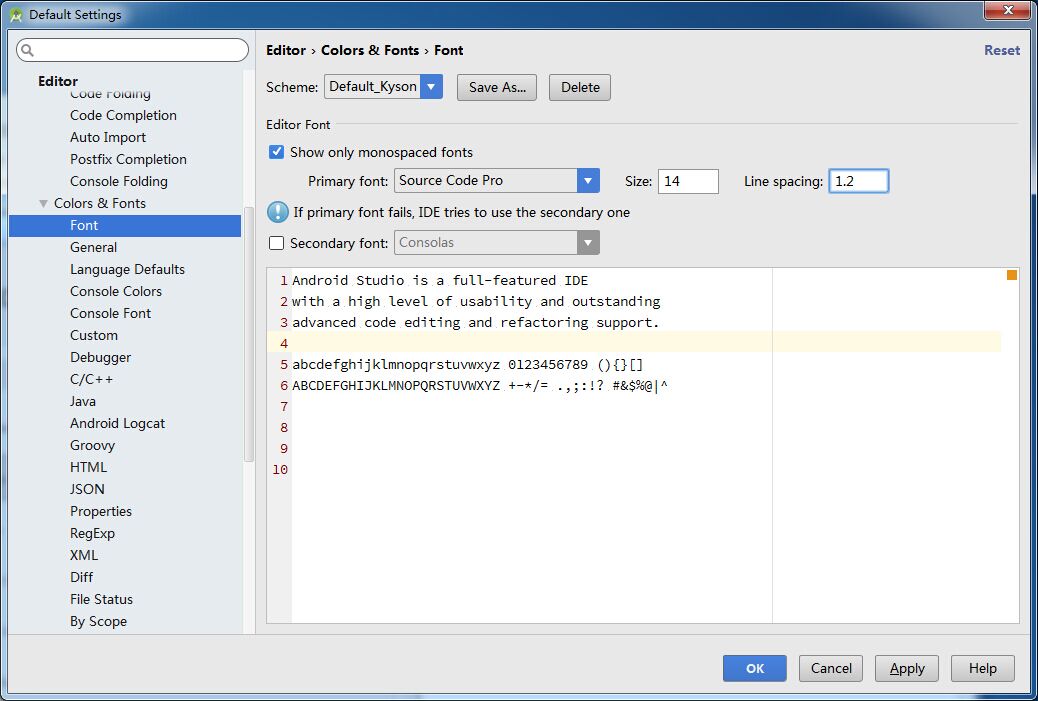 Default Settings
Editor › Colors & Fonts › Font
Reset
Editor
Code Folding
Code Completion
Auto Import
Postfix Completion
Console Folding
Colors & Fonts
Font
General
Language Defaults
Console Colors
Console Font
Custom
Debugger
C/C++
Java
Android Logcat
Groovy
HTML
JSON
Properties
RegExp
XML
Diff
File Status
By Scope
Scheme: Default_Kyson Save As... Delete
Editor Font
Show only monospaced fonts
Primary font: Source Code Pro Size: 14 Line spacing: 1.2
If primary font fails, IDE tries to use the secondary one
Secondary font: Consolas
1 Android Studio is a full-featured IDE
2 with a high level of usability and outstanding
3 advanced code editing and refactoring support.
4
5 abcdefghijklmnopqrstuvwxyz 0123456789 (){}[]
6 ABCDEFGHIJKLMNOPQRSTUVWXYZ +-*/= .,;:!? #&$%@|^
7
8
9
10
OK Cancel Apply Help